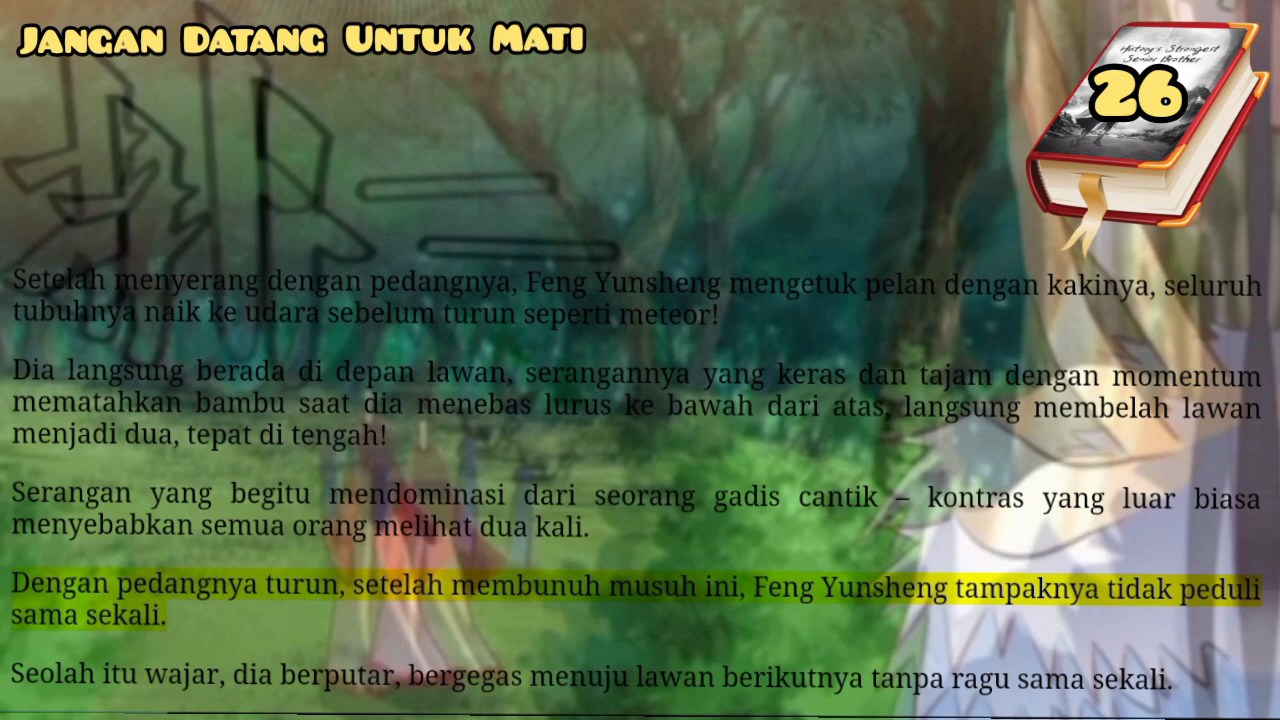 Jangan Datang Untuk Mati
History's Strongest
Senior Brother
26
Setelah menyerang dengan pedangnya, Feng Yunsheng mengetuk pelan dengan kakinya, seluruh
tubuhnya naik ke udara sebelum turun seperti meteor!
Dia langsung berada di depan lawan, serangannya yang keras dan tajam dengan momentum
mematahkan bambu saat dia menebas lurus ke bawah dari atas, langsung membelah lawan
menjadi dua, tepat di tengah!
Serangan yang begitu mendominasi dari seorang gadis cantik – kontras yang luar biasa
menyebabkan semua orang melihat dua kali.
Dengan pedangnya turun, setelah membunuh musuh ini, Feng Yunsheng tampaknya tidak peduli
sama sekali.
Seolah itu wajar, dia berputar, bergegas menuju lawan berikutnya tanpa ragu sama sekali.